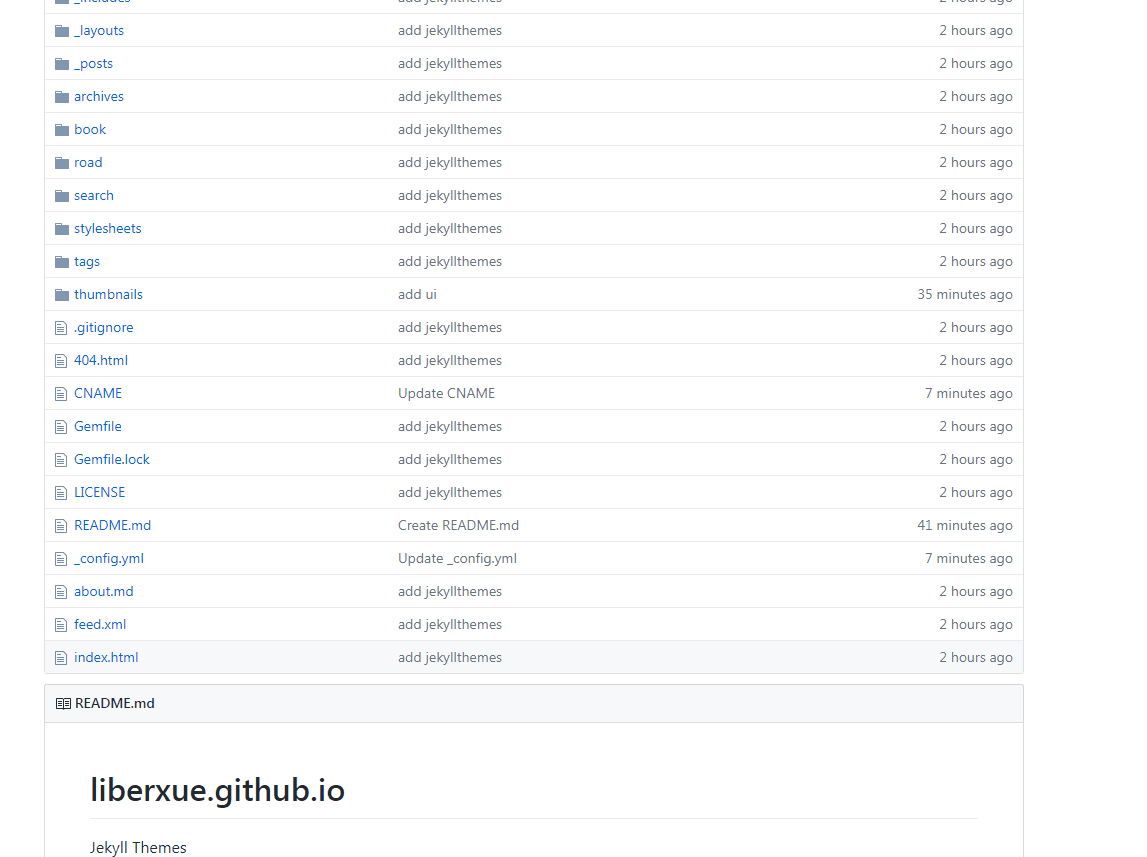 _includes add jekyllthemes 2 hours ago
_layouts add jekyllthemes 2 hours ago
_posts add jekyllthemes 2 hours ago
archives add jekyllthemes 2 hours ago
book add jekyllthemes 2 hours ago
road add jekyllthemes 2 hours ago
search add jekyllthemes 2 hours ago
stylesheets add jekyllthemes 2 hours ago
tags add jekyllthemes 2 hours ago
thumbnails add ui 35 minutes ago
.gitignore add jekyllthemes 2 hours ago
404.html add jekyllthemes 2 hours ago
CNAME Update CNAME 7 minutes ago
Gemfile add jekyllthemes 2 hours ago
Gemfile.lock add jekyllthemes 2 hours ago
LICENSE add jekyllthemes 2 hours ago
README.md Create README.md 41 minutes ago
_config.yml Update _config.yml 7 minutes ago
about.md add jekyllthemes 2 hours ago
feed.xml add jekyllthemes 2 hours ago
index.html add jekyllthemes 2 hours ago
README.md
liberxue.github.io
Jekyll Themes